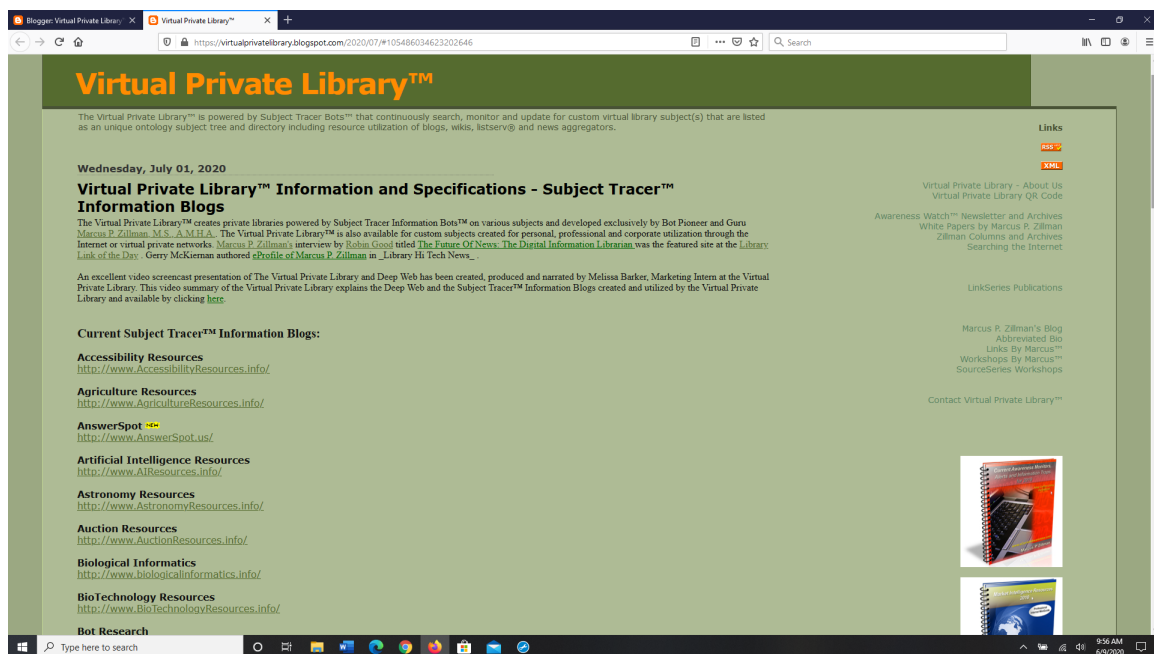 Blogger: Virtual Private Library™
Virtual Private Library™
https://virtualprivatelibrary.blogspot.com/2020/07/#105486034623202646
Search
Virtual Private Library™
The Virtual Private Library™ is powered by Subject Tracer Bots™ that continuously search, monitor and update for custom virtual library subject(s) that are listed
as an unique ontology subject tree and directory including resource utilization of blogs, wikis, listserv® and news aggregators.
Wednesday, July 01, 2020
Virtual Private Library™ Information and Specifications - Subject Tracer™
Information Blogs
The Virtual Private Library™ creates private libraries powered by Subject Tracer Information Bots™ on various subjects and developed exclusively by Bot Pioneer and Guru
Marcus P. Zillman, M.S., A.M.H.A.. The Virtual Private Library™ is also available for custom subjects created for personal, professional and corporate utilization through the
Internet or virtual private networks. Marcus P. Zillman's interview by Robin Good titled The Future Of News: The Digital Information Librarian was the featured site at the Library
Link of the Day . Gerry McKiernan authored eProfile of Marcus P. Zillman in _Library Hi Tech News_ .
An excellent video screencast presentation of The Virtual Private Library and Deep Web has been created, produced and narrated by Melissa Barker, Marketing Intern at the Virtual
Private Library. This video summary of the Virtual Private Library explains the Deep Web and the Subject Tracer™ Information Blogs created and utilized by the Virtual Private
Library and available by clicking here.
Current Subject Tracer™ Information Blogs:
Accessibility Resources
http://www.AccessibilityResources.info/
Agriculture Resources
http://www.AgricultureResources.info/
AnswerSpot NEW
http://www.AnswerSpot.us/
Artificial Intelligence Resources
http://www.AIResources.info/
Astronomy Resources
http://www.AstronomyResources.info/
Auction Resources
http://www.AuctionResources.info/
Biological Informatics
http://www.biologicalinformatics.info/
BioTechnology Resources
http://www.BioTechnologyResources.info/
Bot Research
Links
RSS
XML
Virtual Private Library - About Us
Virtual Private Library QR Code
Awareness Watch™ Newsletter and Archives
White Papers by Marcus P. Zillman
Zillman Columns and Archives
Searching the Internet
LinkSeries Publications
Marcus P. Zillman's Blog
Abbreviated Bio
Links By Marcus™
Workshops By Marcus™
SourceSeries Workshops
Contact Virtual Private Library™
Type here to search
9:56 AM
6/9/2020